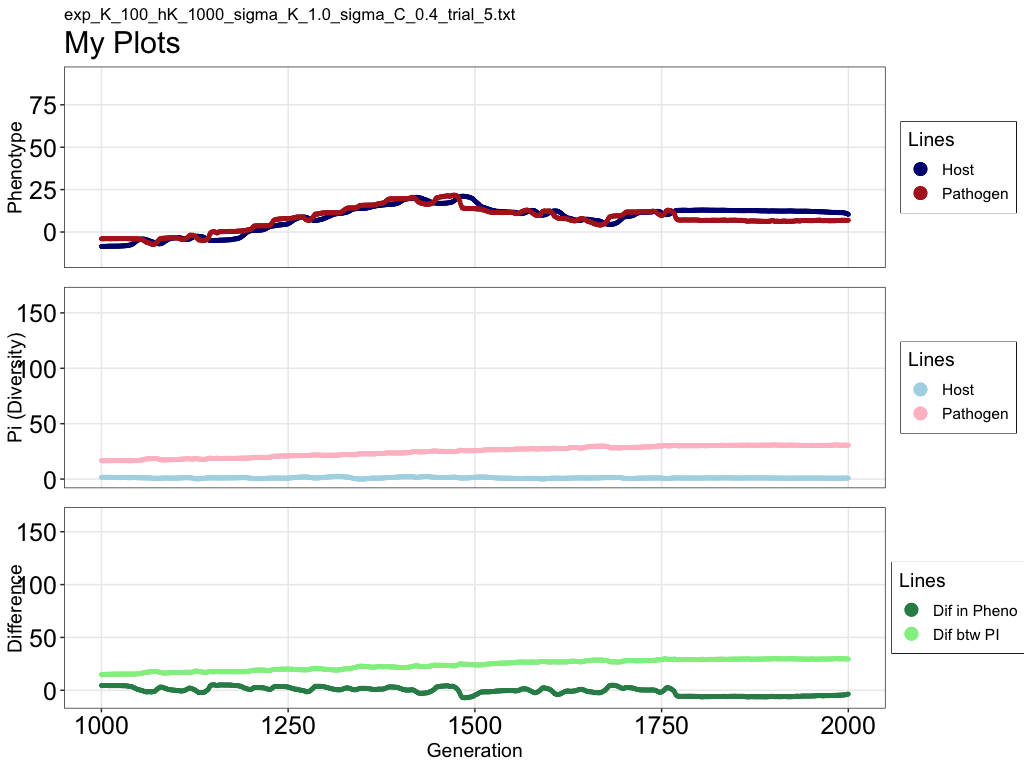 exp_K_100_hK_1000_sigma_K_1.0_sigma_C_0.4_trial_5.txt
My Plots
Phenotype
75
50
25
0
Lines
Host
Pathogen
Pi (Diversity)
150
100
50
0
Lines
Host
Pathogen
Difference
150
100
50
0
Lines
Dif in Pheno
Dif btw PI
1000 1250 1500 1750 2000
Generation